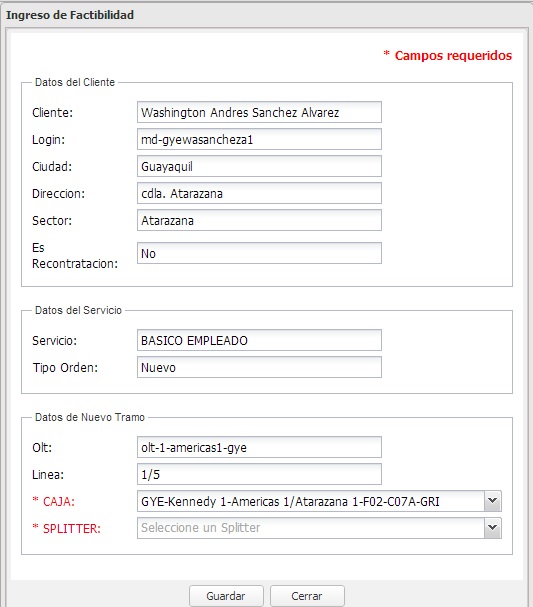 Ingreso de Factibilidad
* Campos requeridos
Datos del Cliente
Cliente: Washington Andres Sanchez Alvarez
Login: md-gyewasancheza1
Ciudad: Guayaquil
Direccion: cdla. Atarazana
Sector: Atarazana
Es
Recontratacion: No
Datos del Servicio
Servicio: BASICO EMPLEADO
Tipo Orden: Nuevo
Datos de Nuevo Tramo
Olt: olt-1-americas1-gye
Linea: 1/5
* CAJA: GYE-Kennedy 1-Americas 1/Atarazana 1-F02-C07A-GRI
* SPLITTER: Seleccione un Splitter
Guardar Cerrar